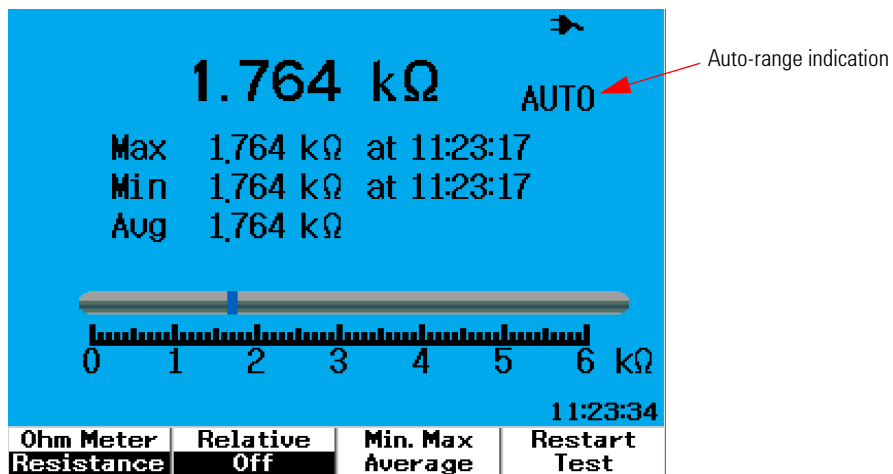 Auto-range indication
1.764 kΩ AUTO
Max 1.764 kΩ at 11:23:17
Min 1.764 kΩ at 11:23:17
Avg 1.764 kΩ
0 1 2 3 4 5 6 kΩ
11:23:34
Ohm Meter Relative Min. Max Restart
Resistance Off Average Test